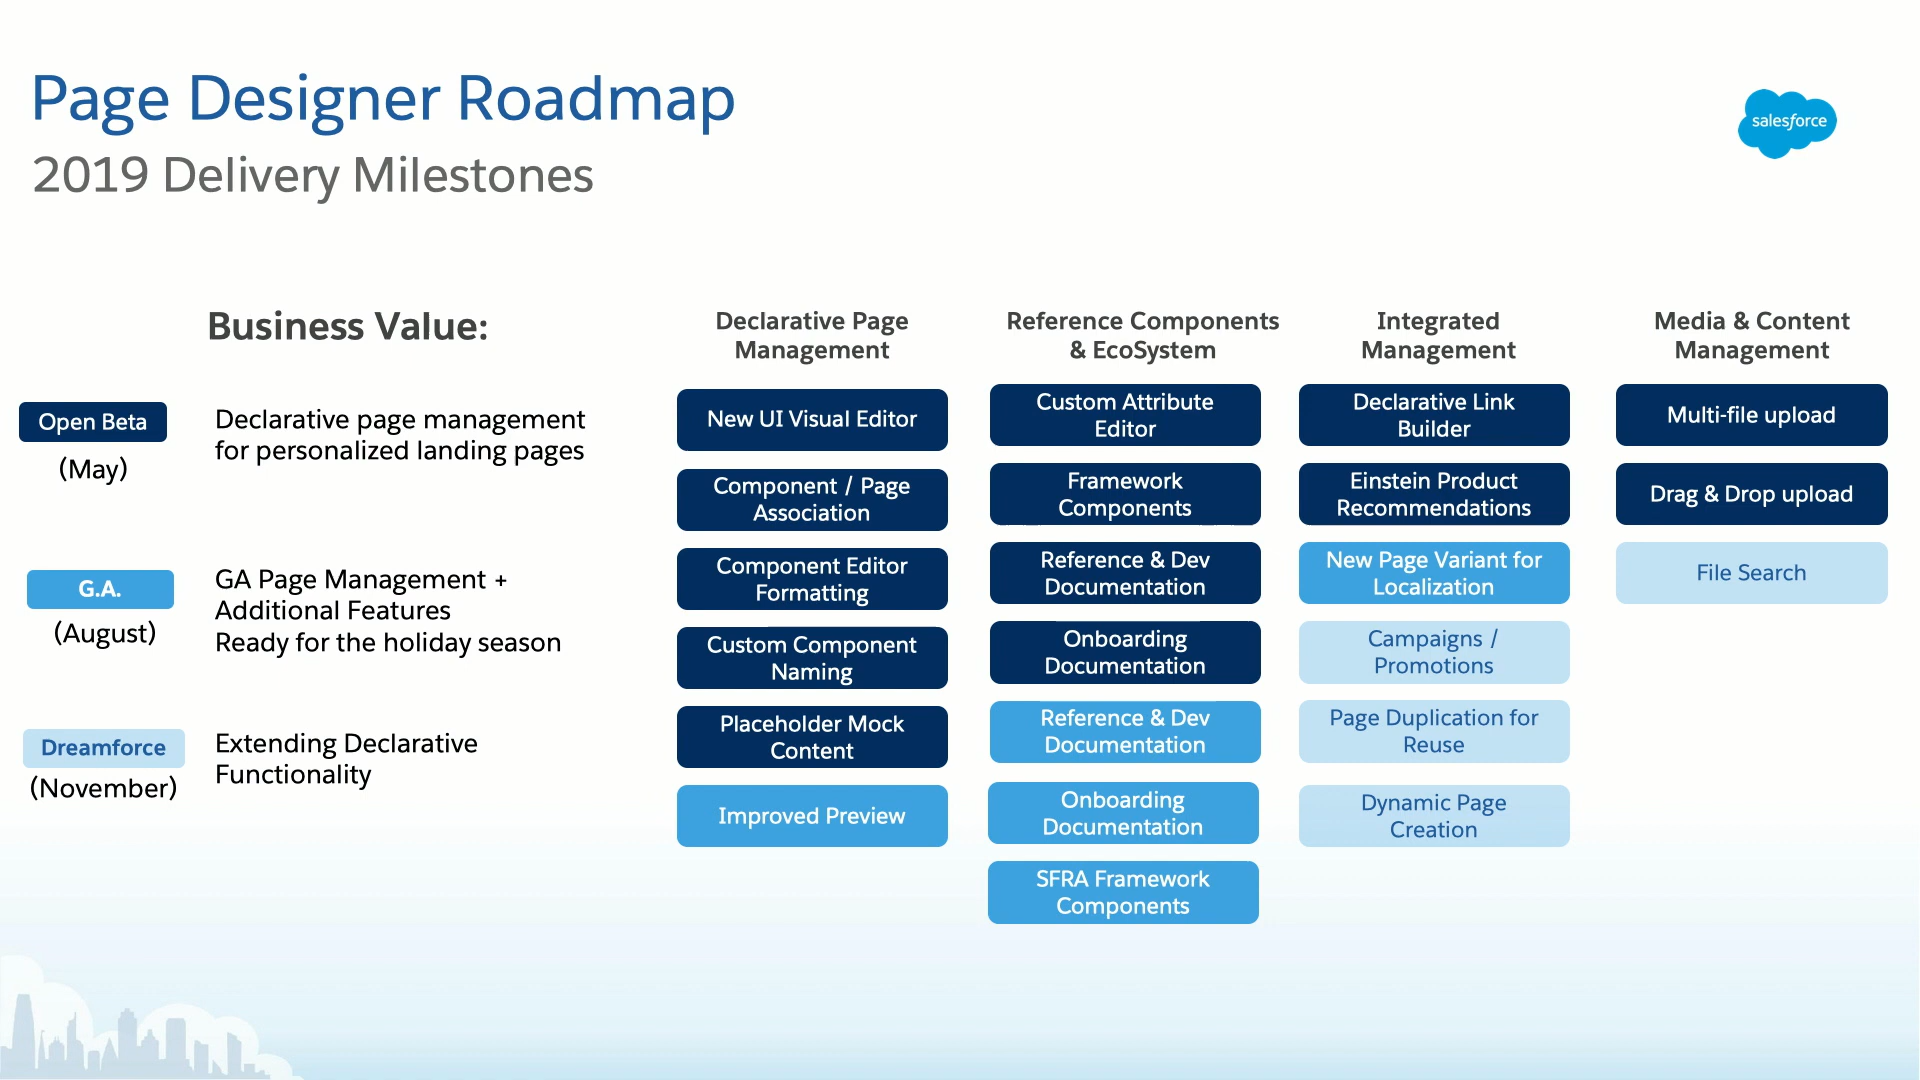 Page Designer Roadmap
2019 Delivery Milestones
salesforce
Business Value:
Open Beta
(May)
Declarative page management
for personalized landing pages
G.A.
(August)
GA Page Management +
Additional Features
Ready for the holiday season
Dreamforce
(November)
Extending Declarative
Functionality
Declarative Page
Management
New UI Visual Editor
Component / Page
Association
Component Editor
Formatting
Custom Component
Naming
Placeholder Mock
Content
Improved Preview
Reference Components
& EcoSystem
Custom Attribute
Editor
Framework
Components
Reference & Dev
Documentation
Onboarding
Documentation
Reference & Dev
Documentation
Onboarding
Documentation
SFRA Framework
Components
Integrated
Management
Declarative Link
Builder
Einstein Product
Recommendations
New Page Variant for
Localization
Campaigns /
Promotions
Page Duplication for
Reuse
Dynamic Page
Creation
Media & Content
Management
Multi-file upload
Drag & Drop upload
File Search